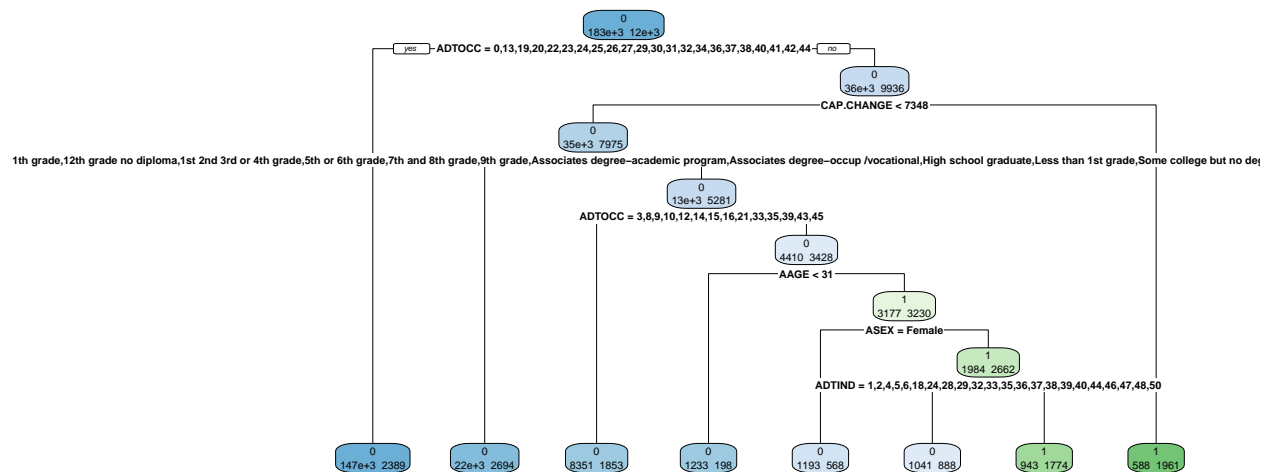 0
183e+3 12e+3
yes ADTOCC = 0,13,19,20,22,23,24,25,26,27,29,30,31,32,34,36,37,38,40,41,42,44 no
0
36e+3 9936
CAP.CHANGE < 7348
0
35e+3 7975
1th grade,12th grade no diploma,1st 2nd 3rd or 4th grade,5th or 6th grade,7th and 8th grade,9th grade,Associates degree−academic program,Associates degree−occup /vocational,High school graduate,Less than 1st grade,Some college but no deg
0
13e+3 5281
ADTOCC = 3,8,9,10,12,14,15,16,21,33,35,39,43,45
0
4410 3428
AAGE < 31
1
3177 3230
ASEX = Female
1
1984 2662
ADTIND = 1,2,4,5,6,18,24,28,29,32,33,35,36,37,38,39,40,44,46,47,48,50
0 0 0 0 0 0 1 1
147e+3 2389 22e+3 2694 8351 1853 1233 198 1193 568 1041 888 943 1774 588 1961